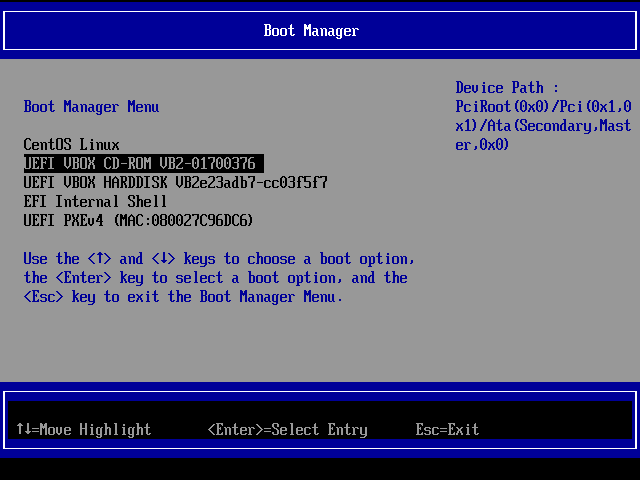 Boot Manager
Device Path :
Boot Manager Menu
PciRoot(0x0)/Pci(0x1,0
x1)/Ata(Secondary,Mast
er,0x0)
CentOS Linux
UEFI VBOX CD-ROM VB2-01700376
UEFI VBOX HARDDISK VB2e23adb7-cc03f5f7
EFI Internal Shell
UEFI PXEv4 (MAC:080027C96DC6)
Use the <↑> and <↓> keys to choose a boot option,
the <Enter> key to select a boot option, and the
<Esc> key to exit the Boot Manager Menu.
↑↓=Move Highlight <Enter>=Select Entry Esc=Exit